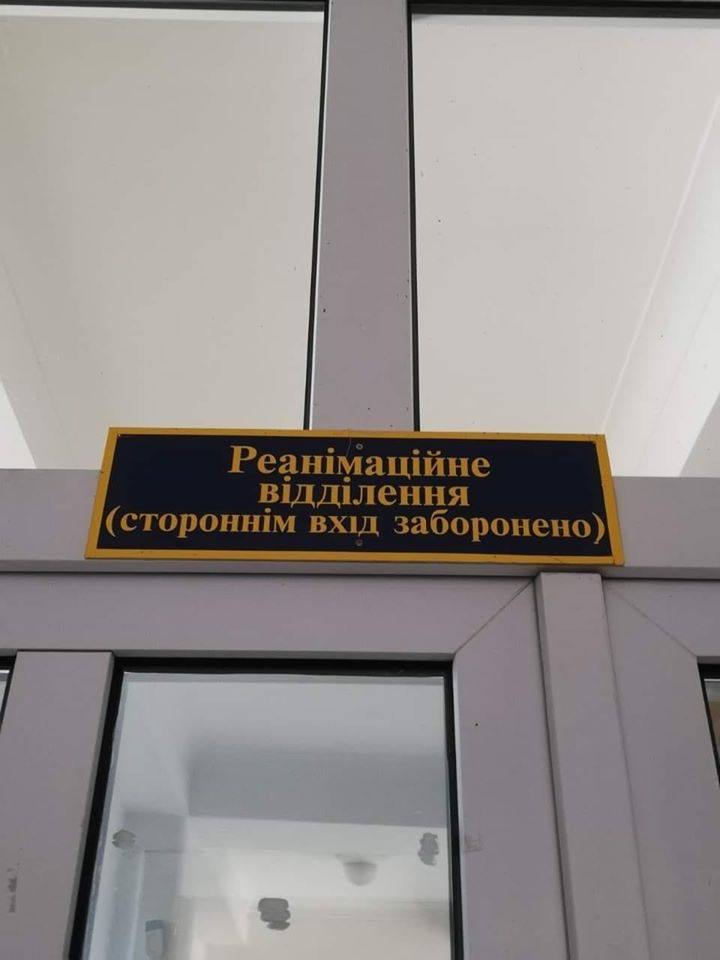 Реанімаційне
відділення
(стороннім вхід заборонено)